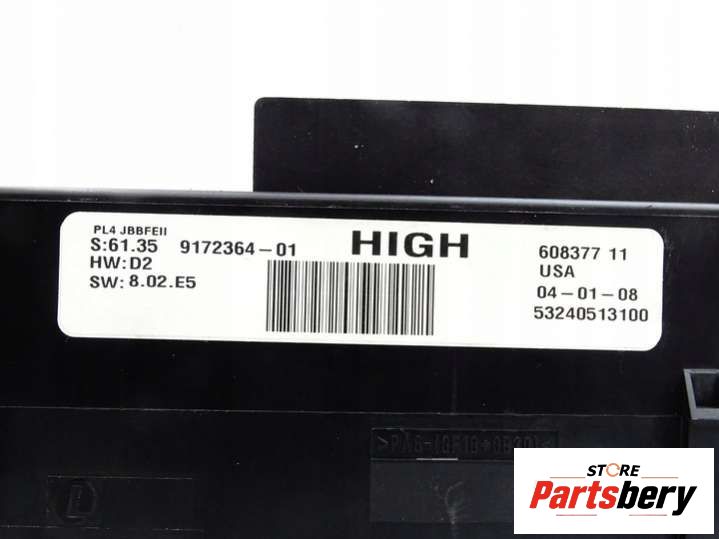 PL4 JBBFEII
S:61.35 9172364-01 HIGH 608377 11
HW:D2 USA
SW: 8.02.E5 04-01-08
53240513100
STORE
Partsbery